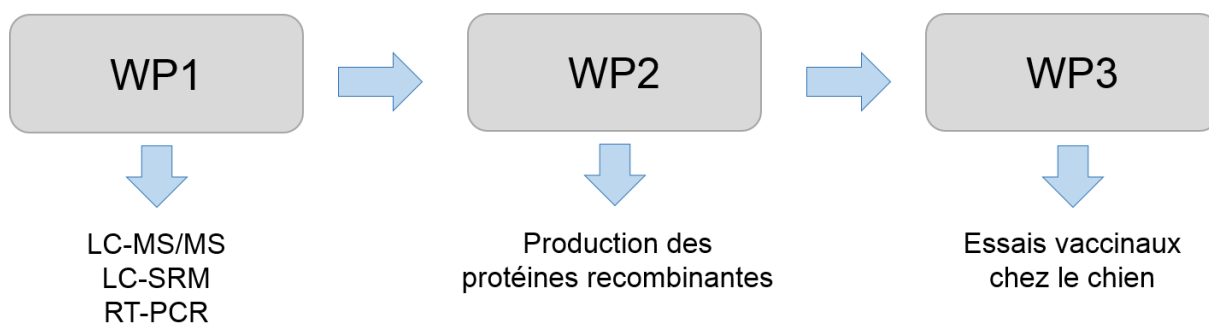 WP1
WP2
WP3
LC-MS/MS
LC-SRM
RT-PCR
Production des
protéines recombinantes
Essais vaccinaux
chez le chien